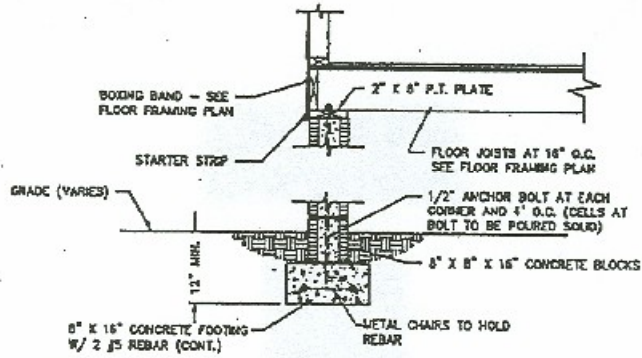 BOXING BAND – SEE
FLOOR FRAMING PLAN
2" X 8" P.T. PLATE
STARTER STRIP
FLOOR JOISTS AT 16" O.C.
SEE FLOOR FRAMING PLAN
GRADE (VARIES)
1/2" ANCHOR BOLT AT EACH
CORNER AND 4' O.C. (CELLS AT
BOLT TO BE POURED SOLID)
12" MIN.
8" X 8" X 16" CONCRETE BLOCKS
8" X 16" CONCRETE FOOTING
W/ 2 #5 REBAR (CONT.)
METAL CHAIRS TO HOLD
REBAR